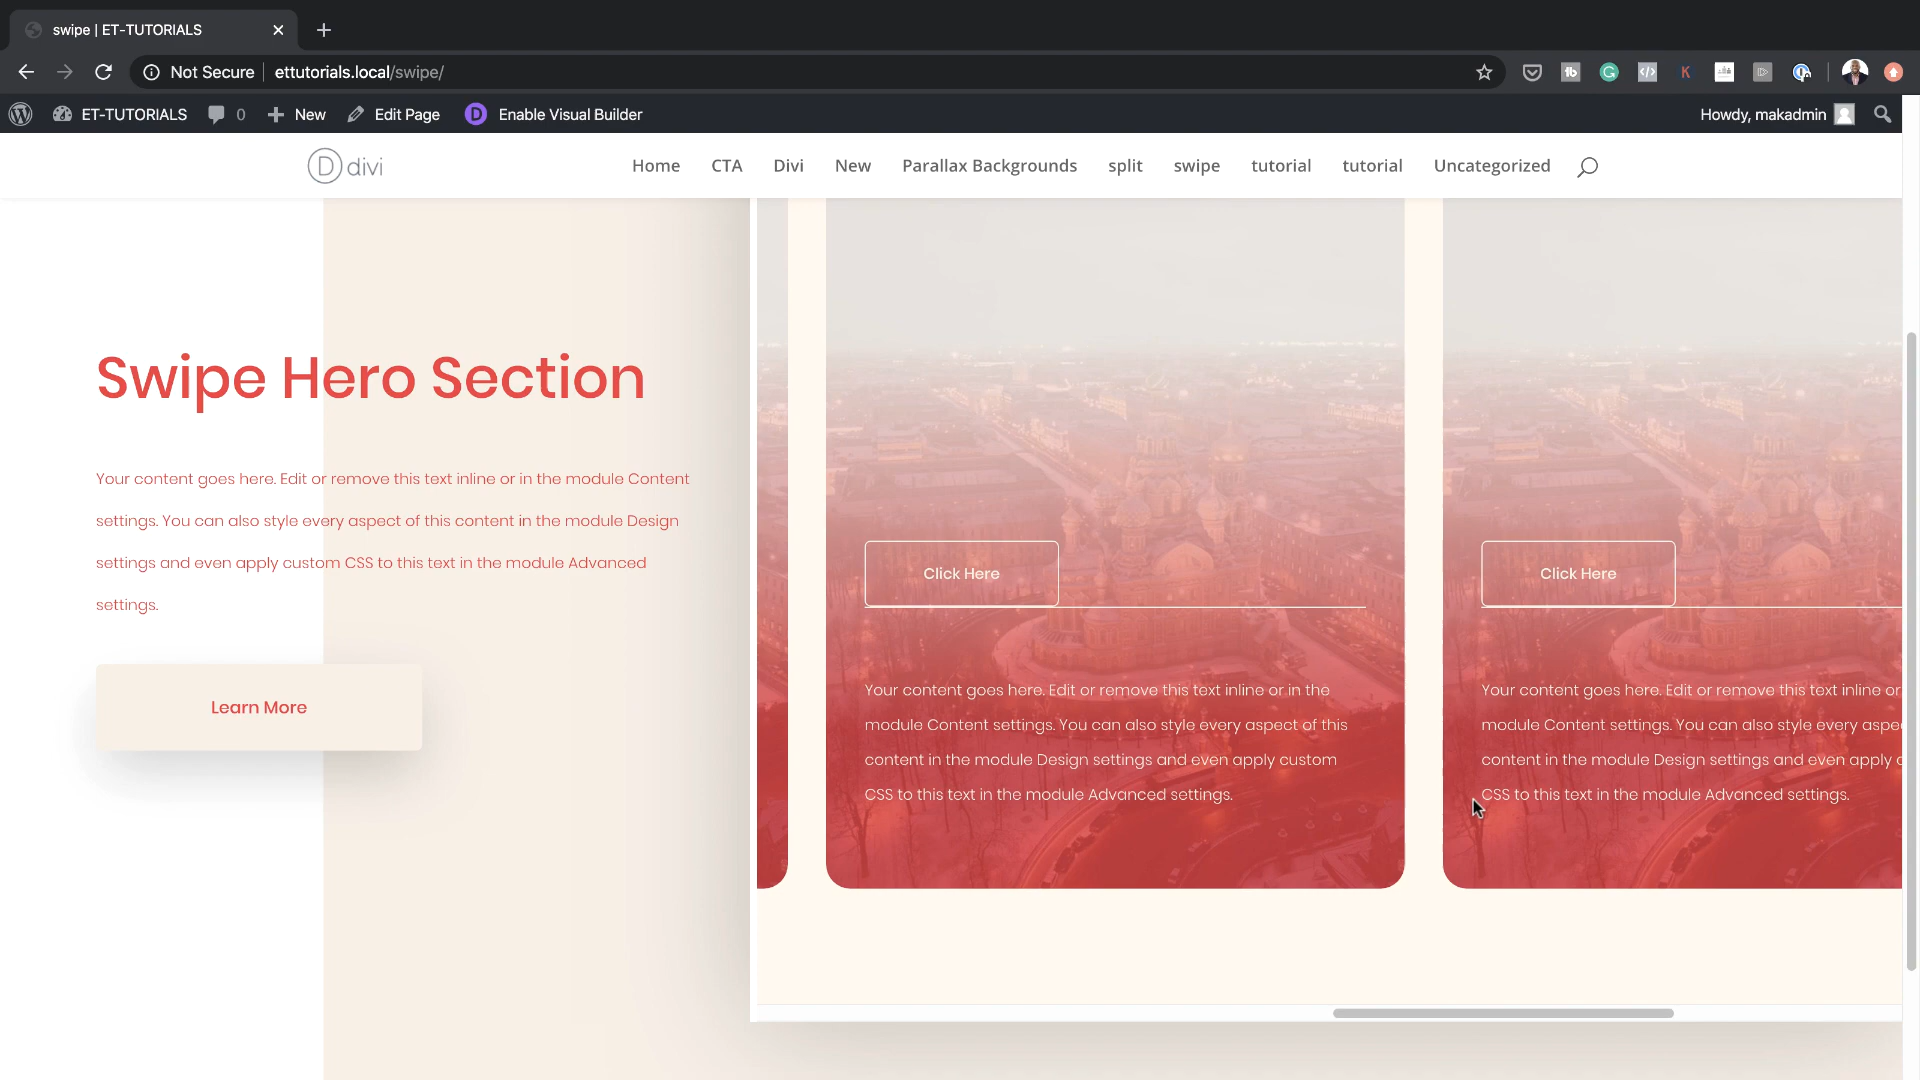 swipe | ET-TUTORIALS
Not Secure
ettutorials.local/swipe/
ET-TUTORIALS
0
New
Edit Page
D
Enable Visual Builder
Howdy, makadmin
D divi
Home
CTA
Divi
New
Parallax Backgrounds
split
swipe
tutorial
tutorial
Uncategorized
Swipe Hero Section
Your content goes here. Edit or remove this text inline or in the module Content
settings. You can also style every aspect of this content in the module Design
settings and even apply custom CSS to this text in the module Advanced
settings.
Learn More
Click Here
Your content goes here. Edit or remove this text inline or in the
module Content settings. You can also style every aspect of this
content in the module Design settings and even apply custom
CSS to this text in the module Advanced settings.
Click Here
Your content goes here. Edit or remove this text inline or
module Content settings. You can also style every aspe
content in the module Design settings and even apply c
CSS to this text in the module Advanced settings.